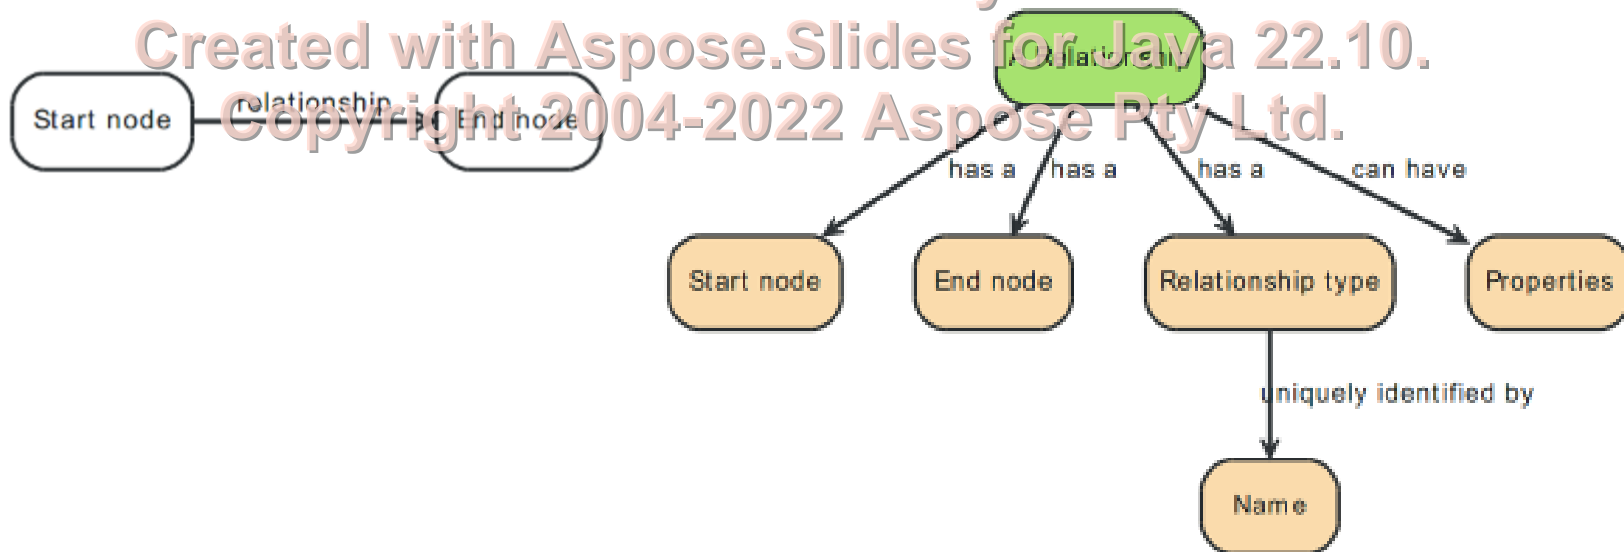 Created with Aspose.Slides for Java 22.10.
Copyright 2004-2022 Aspose Pty Ltd.
Start node
relationship
End node
A Relationship
has a
has a
has a
can have
Start node
End node
Relationship type
Properties
uniquely identified by
Name